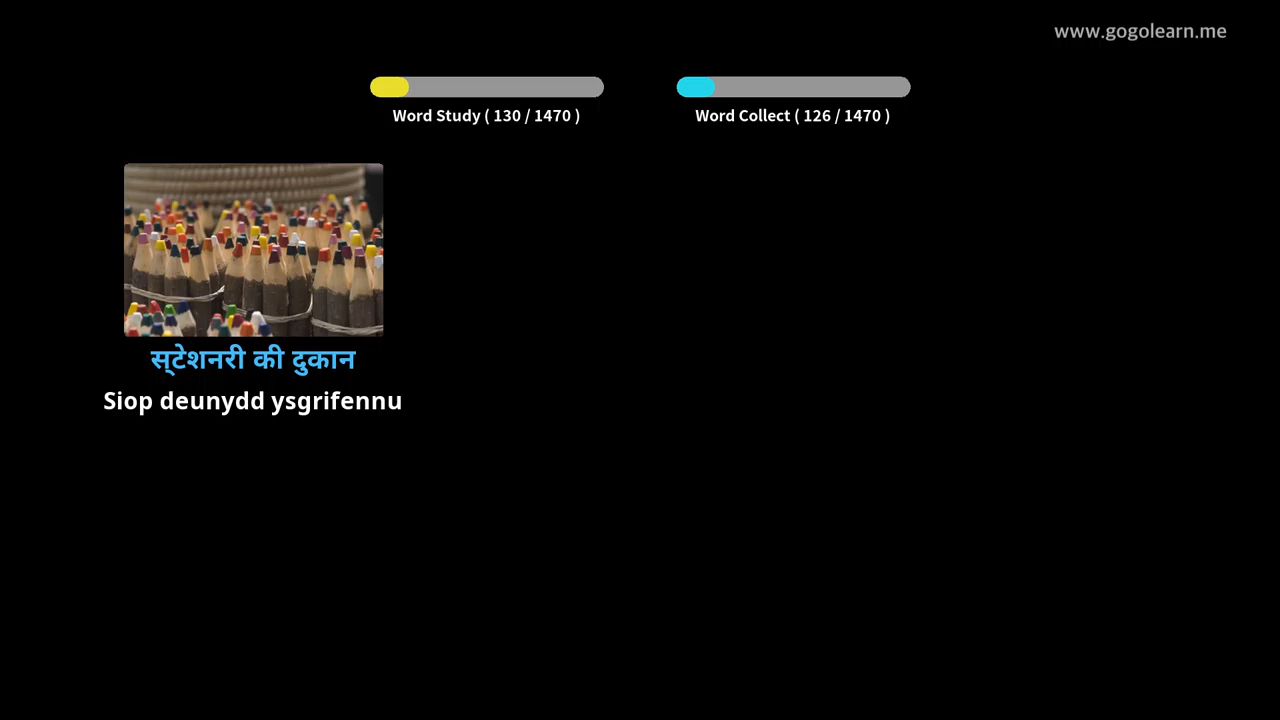 www.gogolearn.me
Word Study ( 130 / 1470 )
Word Collect ( 126 / 1470 )
स्टेशनरी की दुकान
Siop deunydd ysgrifennu